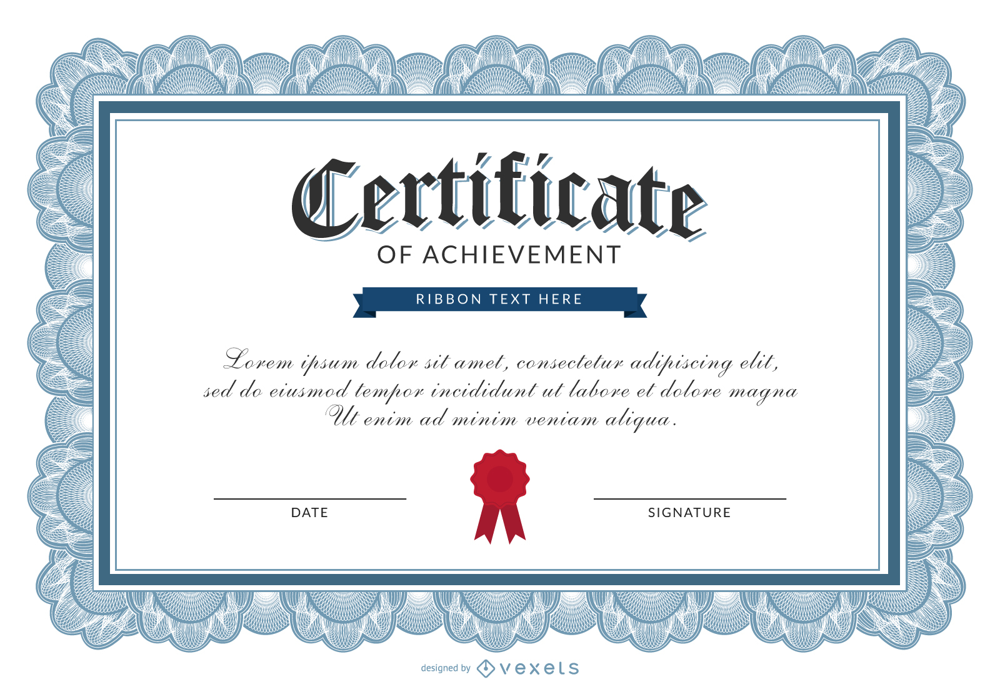 Certificate
OF ACHIEVEMENT
RIBBON TEXT HERE
Lorem ipsum dolor sit amet, consectetur adipiscing elit,
sed do eiusmod tempor incididunt ut labore et dolore magna
Ut enim ad minim veniam aliqua.
DATE
SIGNATURE
designed by vexels